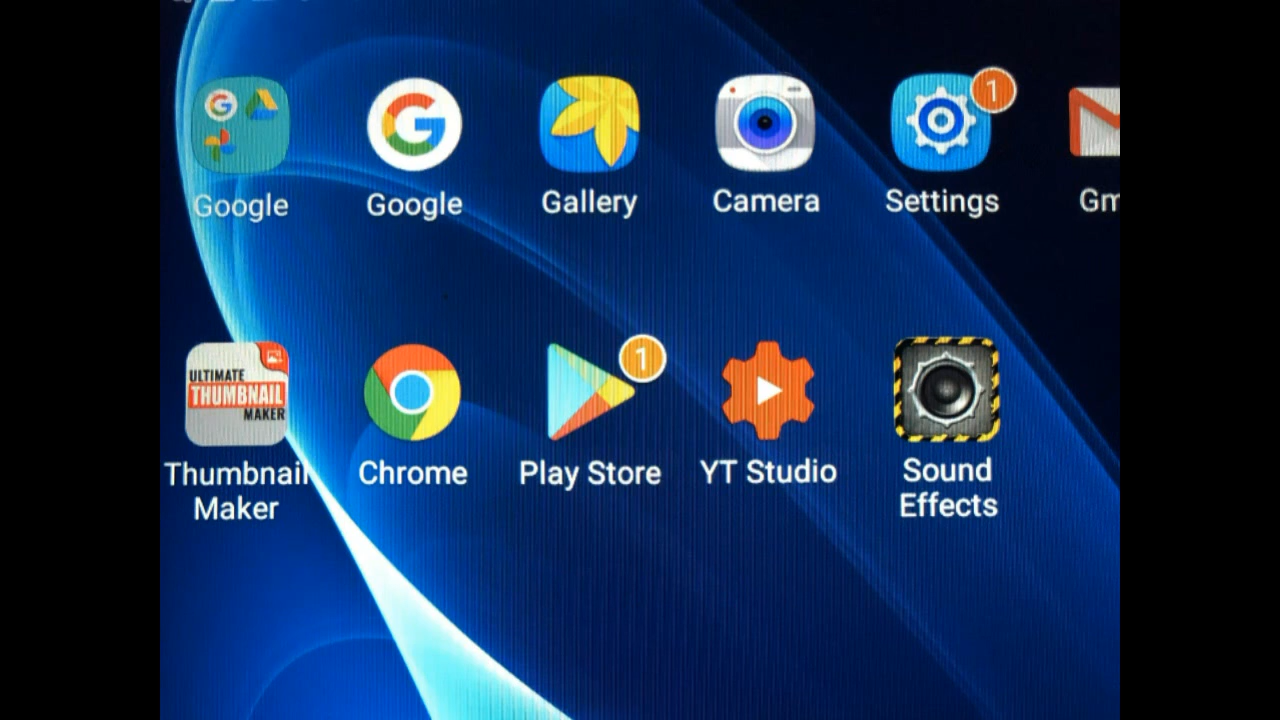 Google
Google
Gallery
Camera
1
Settings
Gm
ULTIMATE
THUMBNAIL
MAKER
Thumbnail
Maker
Chrome
1
Play Store
YT Studio
Sound
Effects